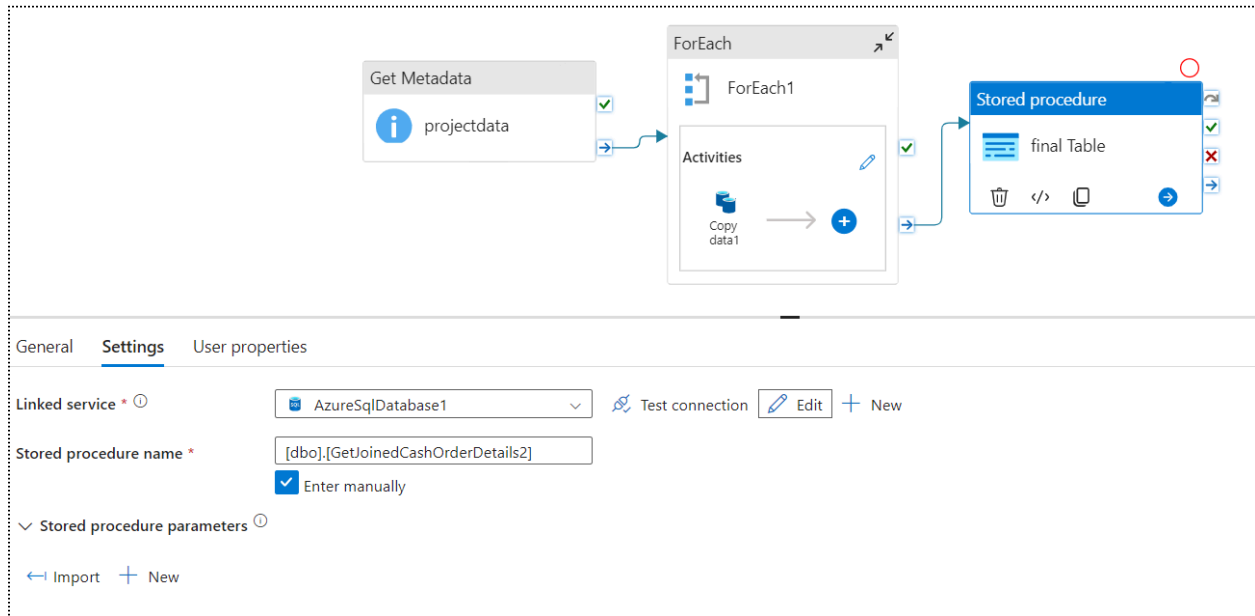 Get Metadata
projectdata
ForEach
ForEach1
Activities
Copy
data1
Stored procedure
final Table
</>
General Settings User properties
Linked service *
SQL
AzureSqlDatabase1
Test connection Edit New
Stored procedure name *
[dbo].[GetJoinedCashOrderDetails2]
Enter manually
Stored procedure parameters
Import New